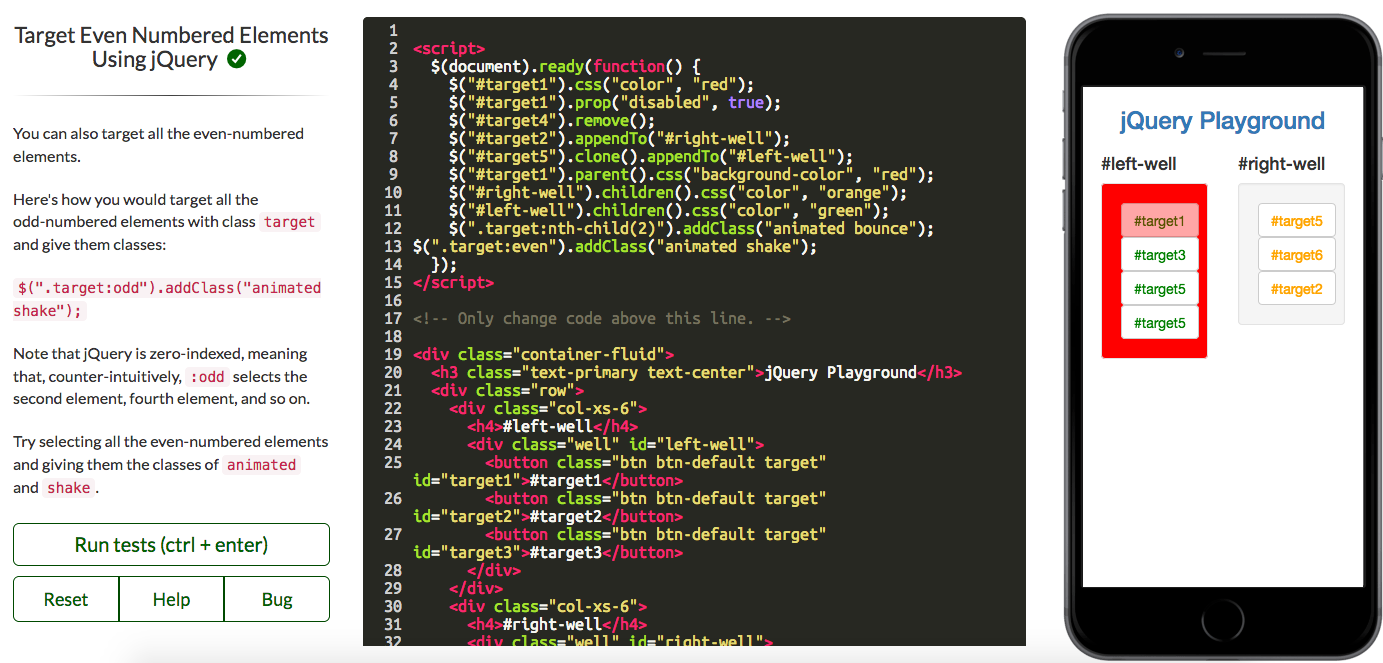 Target Even Numbered Elements
Using jQuery
You can also target all the even-numbered
elements.
Here's how you would target all the
odd-numbered elements with class target
and give them classes:
$(".target:odd").addClass("animated
shake");
Note that jQuery is zero-indexed, meaning
that, counter-intuitively, :odd selects the
second element, fourth element, and so on.
Try selecting all the even-numbered elements
and giving them the classes of animated
and shake .
Run tests (ctrl + enter)
Reset Help Bug
1
2 <script>
3 $(document).ready(function() {
4 $("#target1").css("color", "red");
5 $("#target1").prop("disabled", true);
6 $("#target4").remove();
7 $("#target2").appendTo("#right-well");
8 $("#target5").clone().appendTo("#left-well");
9 $("#target1").parent().css("background-color", "red");
10 $("#right-well").children().css("color", "orange");
11 $("#left-well").children().css("color", "green");
12 $(".target:nth-child(2)").addClass("animated bounce");
13 $(".target:even").addClass("animated shake");
14 });
15 </script>
16
17 <!-- Only change code above this line. -->
18
19 <div class="container-fluid">
20 <h3 class="text-primary text-center">jQuery Playground</h3>
21 <div class="row">
22 <div class="col-xs-6">
23 <h4>#left-well</h4>
24 <div class="well" id="left-well">
25 <button class="btn btn-default target"
id="target1">#target1</button>
26 <button class="btn btn-default target"
id="target2">#target2</button>
27 <button class="btn btn-default target"
id="target3">#target3</button>
28 </div>
29 </div>
30 <div class="col-xs-6">
31 <h4>#right-well</h4>
32 <div class="well" id="right-well">
jQuery Playground
#left-well
#target1
#target3
#target5
#target5
#right-well
#target5
#target6
#target2